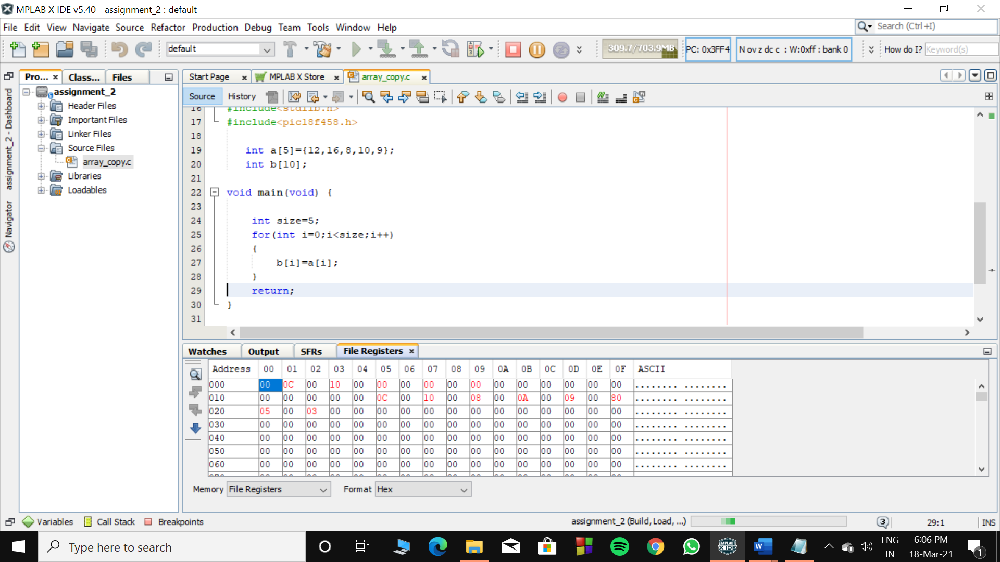 MPLAB X IDE v5.40 - assignment_2 : default
File Edit View Navigate Source Refactor Production Debug Team Tools Window Help
Search (Ctrl+I)
default
309.7/703.9MB
PC: 0x3FF4
N ov z dc c : W:0xff : bank 0
How do I?
Keyword(s)
assignment_2 - Dashboard
Navigator
Pro...
Class...
Files
assignment_2
Header Files
Important Files
Linker Files
Source Files
array_copy.c
Libraries
Loadables
Start Page
MPLAB X Store
array_copy.c
Source History
16 #include<stdlib.h>
17 #include<pic18f458.h>
18
19 int a[5]={12,16,8,10,9};
20 int b[10];
21
22 void main(void) {
23
24 int size=5;
25 for(int i=0;i<size;i++)
26 {
27 b[i]=a[i];
28 }
29 return;
30 }
31
Watches Output SFRs File Registers
Address 00 01 02 03 04 05 06 07 08 09 0A 0B 0C 0D 0E 0F ASCII
000 00 0C 00 10 00 00 00 00 00 00 00 00 00 00 00 00 ........ ........
010 00 00 00 00 00 0C 00 10 00 08 00 0A 00 09 00 80 ........ ........
020 05 00 03 00 00 00 00 00 00 00 00 00 00 00 00 00 ........ ........
030 00 00 00 00 00 00 00 00 00 00 00 00 00 00 00 00 ........ ........
040 00 00 00 00 00 00 00 00 00 00 00 00 00 00 00 00 ........ ........
050 00 00 00 00 00 00 00 00 00 00 00 00 00 00 00 00 ........ ........
060 00 00 00 00 00 00 00 00 00 00 00 00 00 00 00 00 ........ ........
Memory File Registers Format Hex
Variables Call Stack Breakpoints
assignment_2 (Build, Load, ...)
3
29:1
INS
Type here to search
MPLAB
X IDE
W
ENG
IN
6:06 PM
18-Mar-21
1